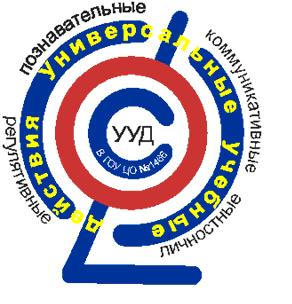 познавательные
коммуникативные
личностные
регулятивные
Универсальные учебные действия
УУД
В ГОУ ЦО №1486